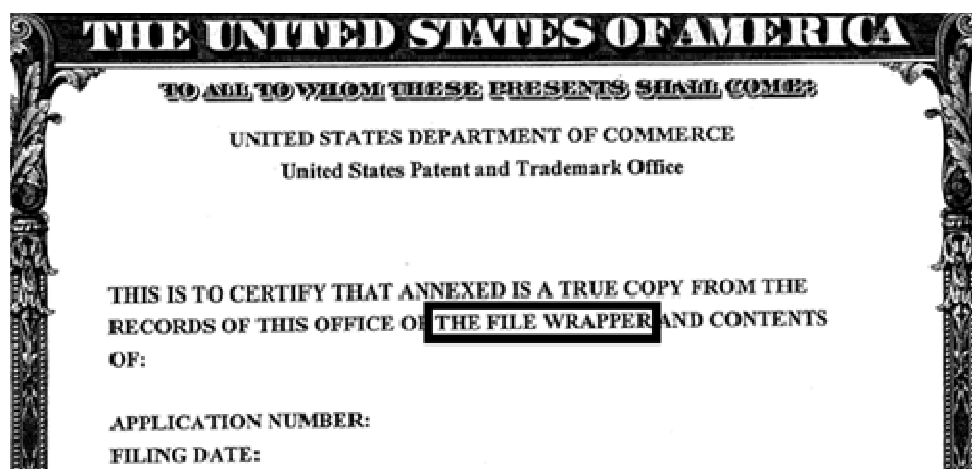 THE UNITED STATES OF AMERICA
TO ALL TO WHOM THESE PRESENTS SHALL COME:
UNITED STATES DEPARTMENT OF COMMERCE
United States Patent and Trademark Office
THIS IS TO CERTIFY THAT ANNEXED IS A TRUE COPY FROM THE
RECORDS OF THIS OFFICE OF THE FILE WRAPPER AND CONTENTS
OF:
APPLICATION NUMBER:
FILING DATE: